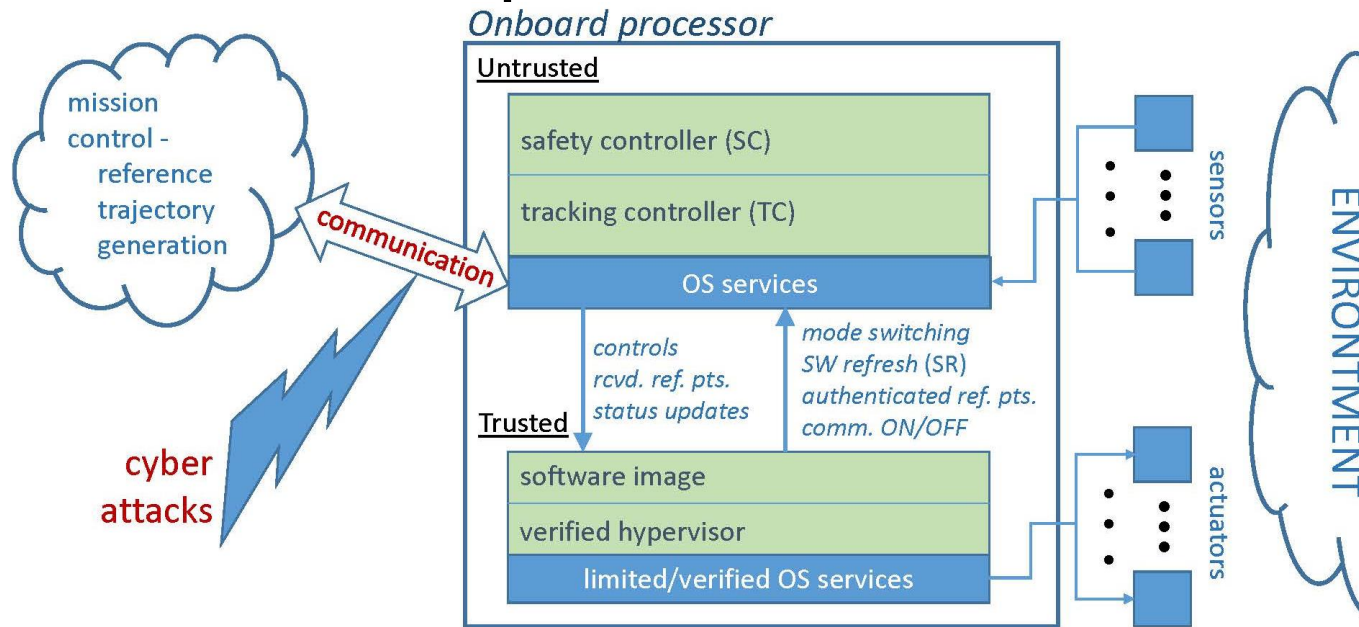 Onboard processor
mission
control -
reference
trajectory
generation
communication
cyber
attacks
Untrusted
safety controller (SC)
tracking controller (TC)
OS services
controls
rcvd. ref. pts.
status updates
mode switching
SW refresh (SR)
authenticated ref. pts.
comm. ON/OFF
Trusted
software image
verified hypervisor
limited/verified OS services
sensors
actuators
ENVIRONTMENT